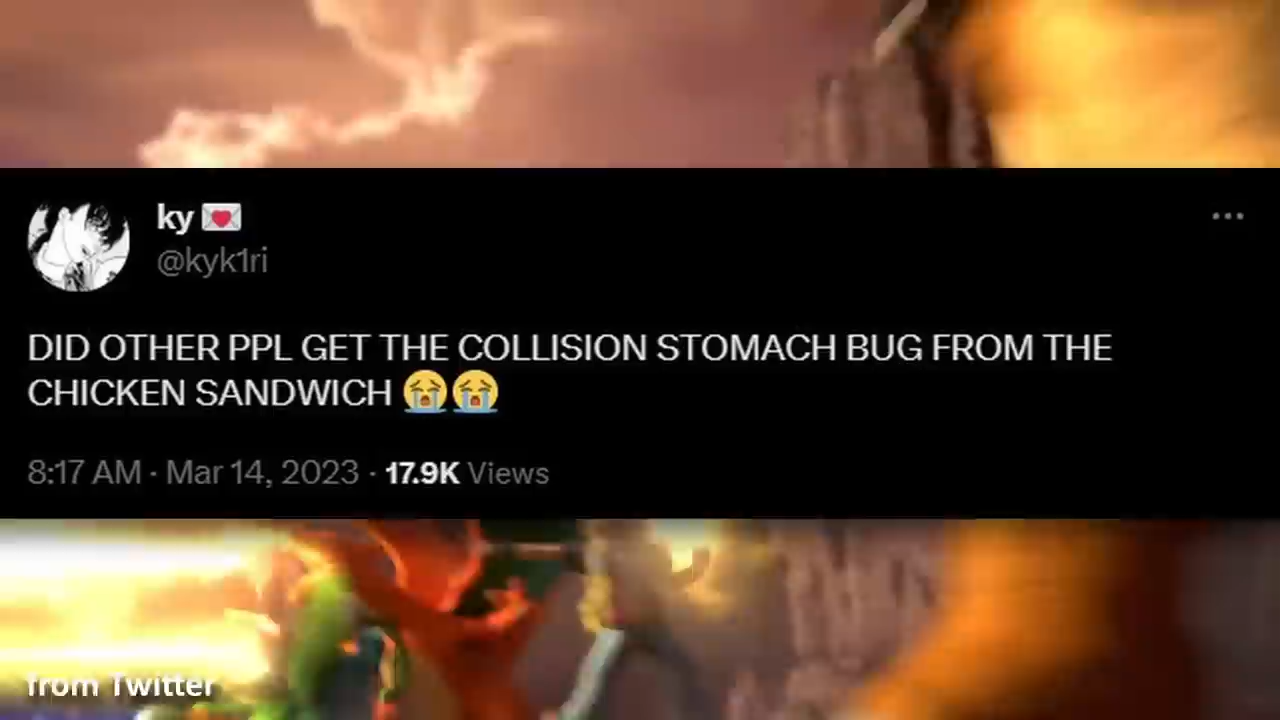 ky 💌
@kyk1ri
DID OTHER PPL GET THE COLLISION STOMACH BUG FROM THE
CHICKEN SANDWICH 😭😭
8:17 AM · Mar 14, 2023 · 17.9K Views
from Twitter